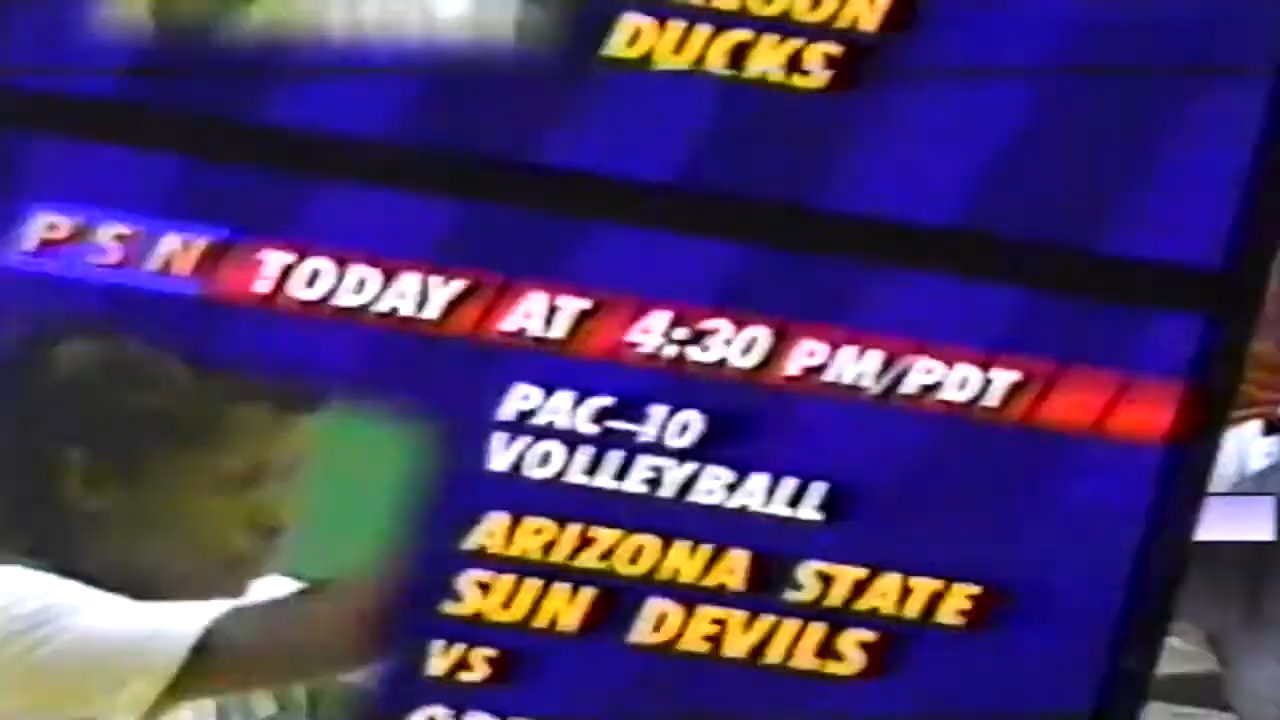 DUCKS
PSN TODAY AT 4:30 PM/PDT
PAC-10
VOLLEYBALL
ARIZONA STATE
SUN DEVILS
VS